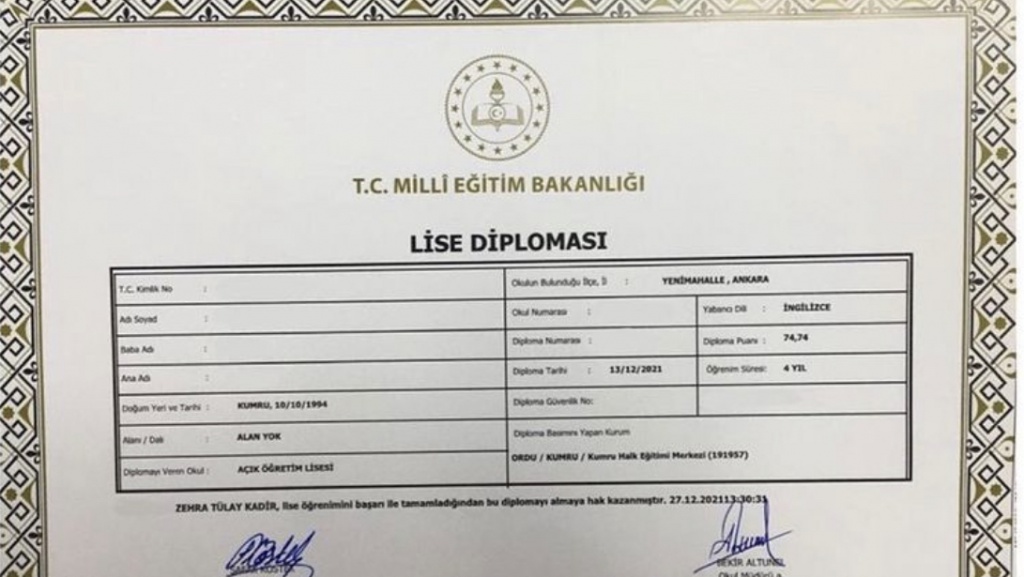 T.C. MİLLÎ EĞİTİM BAKANLIĞI
LİSE DİPLOMASI
T.C. Kimlik No :
Adı Soyad :
Baba Adı :
Ana Adı :
Doğum Yeri ve Tarihi : KUMRU, 10/10/1994
Alanı / Dalı : ALAN YOK
Diplomayı Veren Okul : AÇIK ÖĞRETİM LİSESİ
Okulun Bulunduğu İlçe, İl : YENİMAHALLE , ANKARA
Okul Numarası : Yabancı Dili : İNGİLİZCE
Diploma Numarası : Diploma Puanı : 74,74
Diploma Tarihi : 13/12/2021 Öğrenim Süresi: 4 YIL
Diploma Güvenlik No:
Diploma Basımını Yapan Kurum
ORDU / KUMRU / Kumru Halk Eğitimi Merkezi (191957)
ZEHRA TÜLAY KADİR, lise öğrenimini başarı ile tamamladığından bu diplomayı almaya hak kazanmıştır. 27.12.202113:30:31
BEKİR ALTUNEL
Okul Müdürü a.